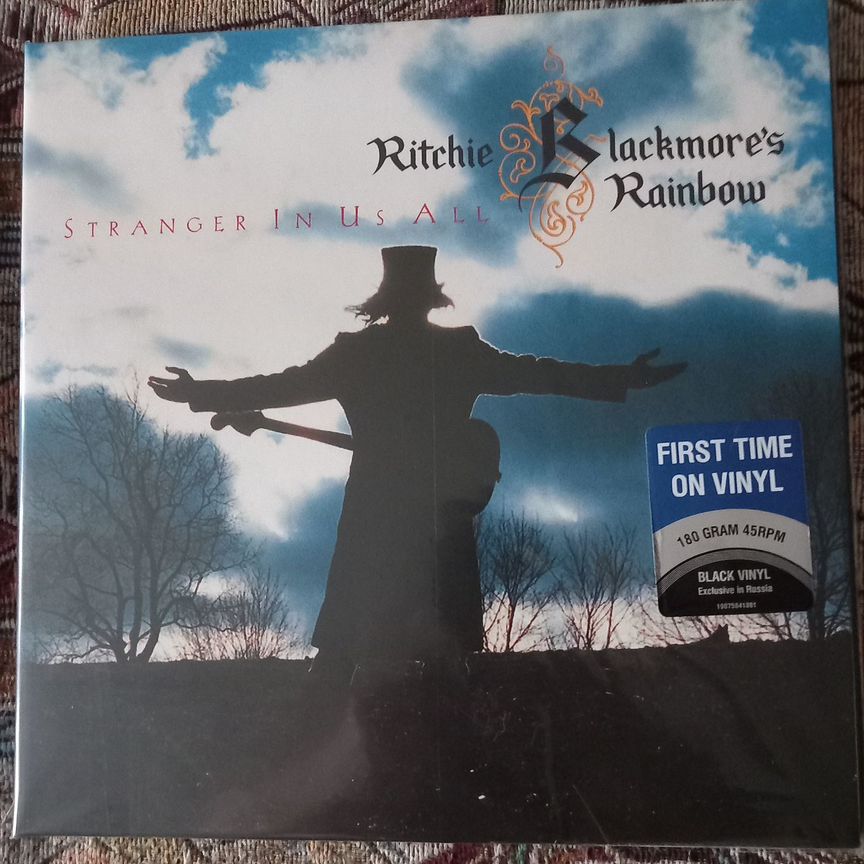 Ritchie Blackmore's
Rainbow
STRANGER IN US ALL
FIRST TIME
ON VINYL
180 GRAM 45RPM
BLACK VINYL
Exclusive in Russia
19075841881